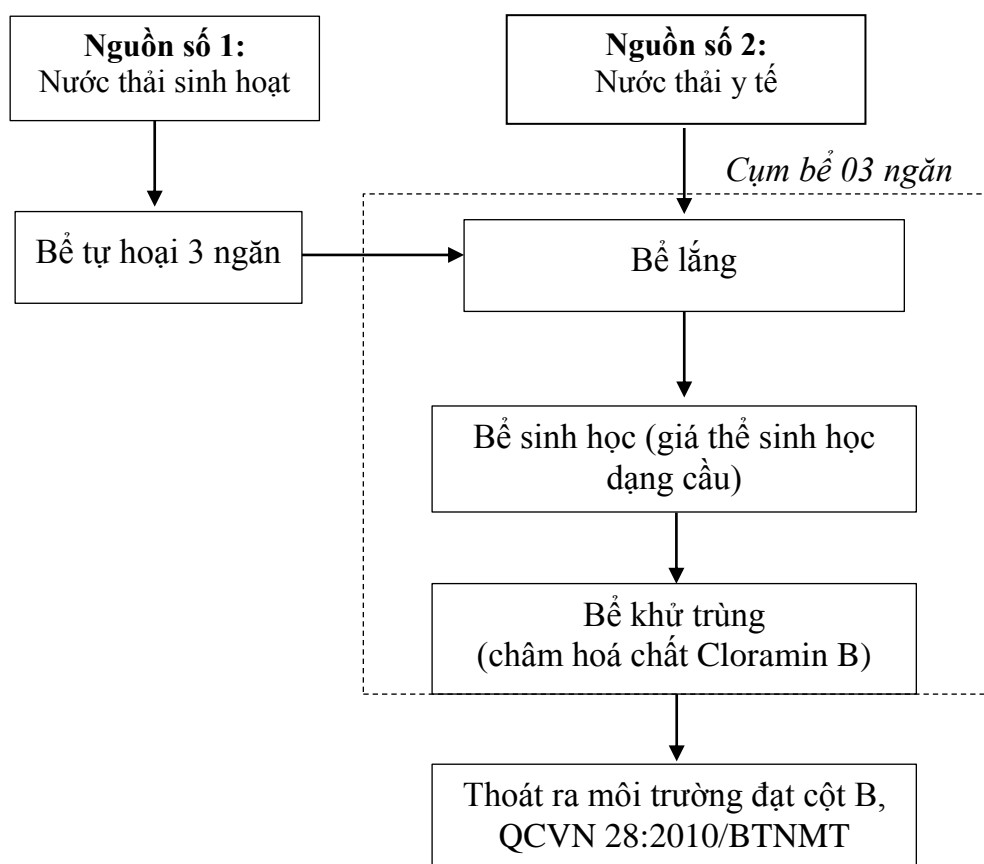 Nguồn số 1:
Nước thải sinh hoạt
Nguồn số 2:
Nước thải y tế
Cụm bể 03 ngăn
Bể tự hoại 3 ngăn
Bể lắng
Bể sinh học (giá thể sinh học
dạng cầu)
Bể khử trùng
(châm hoá chất Cloramin B)
Thoát ra môi trường đạt cột B,
QCVN 28:2010/BTNMT